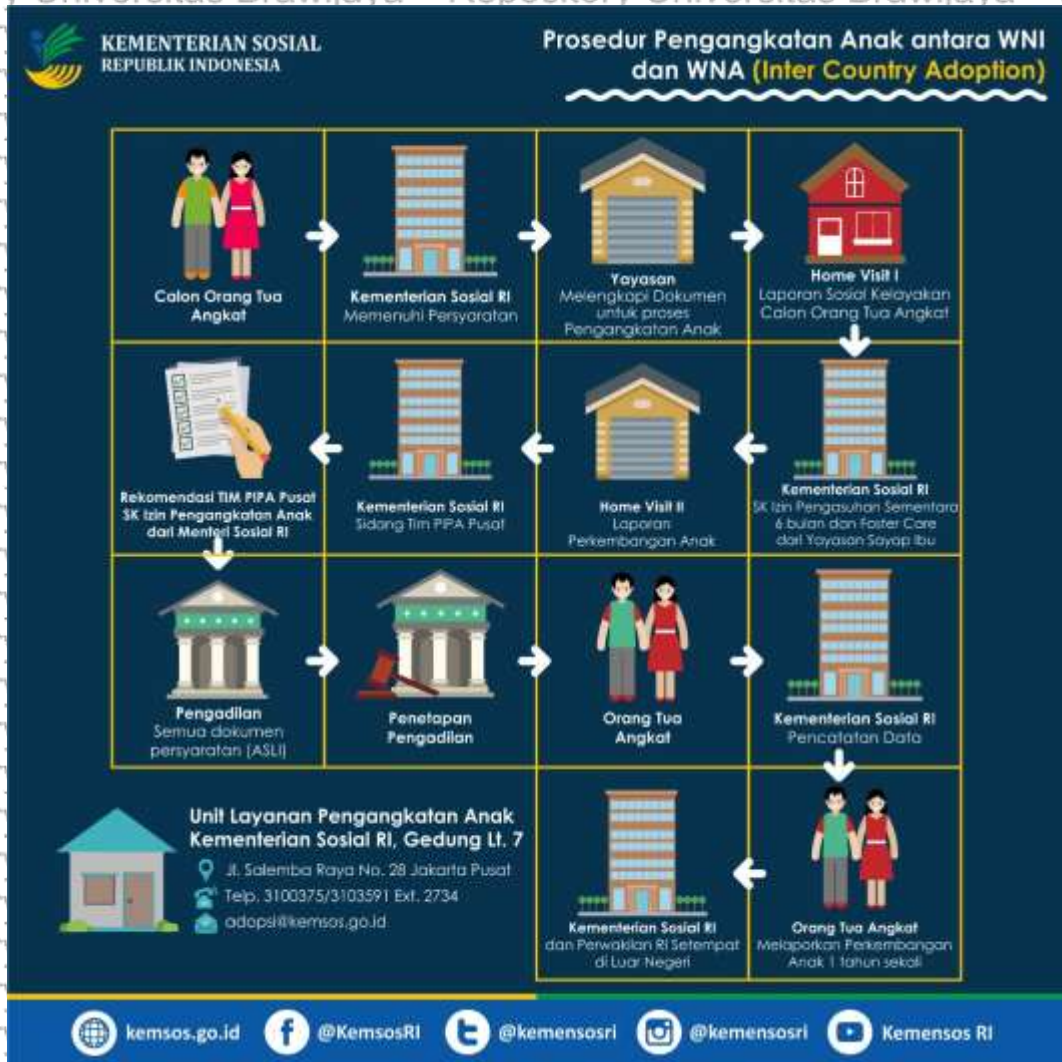 Universitas Brawijaya
Repository Universitas Brawijaya
KEMENTERIAN SOSIAL
REPUBLIK INDONESIA
Prosedur Pengangkatan Anak antara WNI
dan WNA (Inter Country Adoption)
Calon Orang Tua
Angkat
Kementerian Sosial RI
Memenuhi Persyaratan
Yayasan
Melengkapi Dokumen
untuk proses
Pengangkatan Anak
Home Visit I
Laporan Sosial Kelayakan
Calon Orang Tua Angkat
Kementerian Sosial RI
SK Izin Pengasuhan Sementara
6 bulan dan Foster Care
dari Yayasan Sayap Ibu
Home Visit II
Laporan
Perkembangan Anak
Kementerian Sosial RI
Sidang Tim PIPA Pusat
Rekomendasi TIM PIPA Pusat
SK Izin Pengangkatan Anak
dari Menteri Sosial RI
Pengadilan
Semua dokumen
persyaratan (ASLI)
Penetapan
Pengadilan
Orang Tua
Angkat
Kementerian Sosial RI
Pencatatan Data
Orang Tua Angkat
Melaporkan Perkembangan
Anak 1 tahun sekali
Kementerian Sosial RI
dan Perwakilan RI Setempat
di Luar Negeri
Unit Layanan Pengangkatan Anak
Kementerian Sosial RI, Gedung Lt. 7
Jl. Salemba Raya No. 28 Jakarta Pusat
Telp. 3100375/3103591 Ext. 2734
adopsi@kemsos.go.id
kemsos.go.id
@KemsosRI
@kemensosri
@kemensosri
Kemensos RI